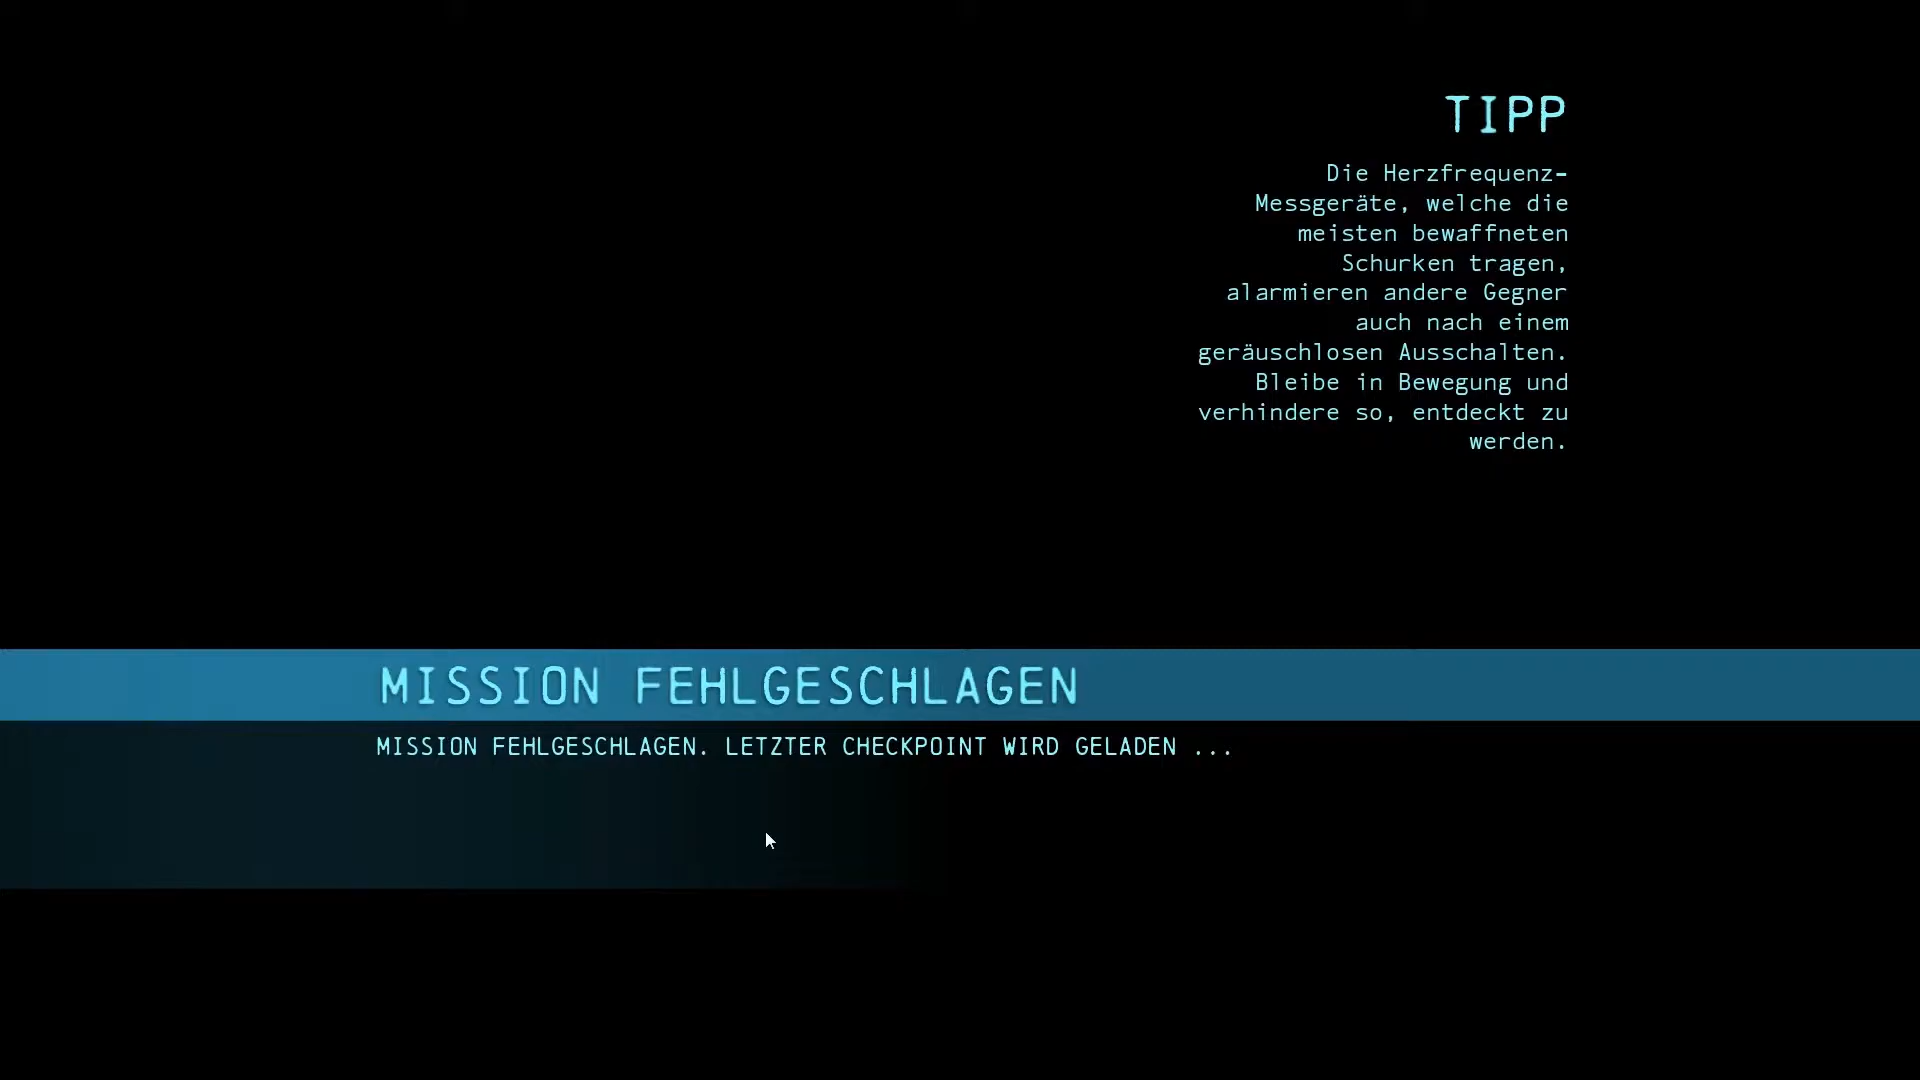 TIPP
Die Herzfrequenz-
Messgeräte, welche die
meisten bewaffneten
Schurken tragen,
alarmieren andere Gegner
auch nach einem
geräuschlosen Ausschalten.
Bleibe in Bewegung und
verhindere so, entdeckt zu
werden.
MISSION FEHLGESCHLAGEN
MISSION FEHLGESCHLAGEN. LETZTER CHECKPOINT WIRD GELADEN ...